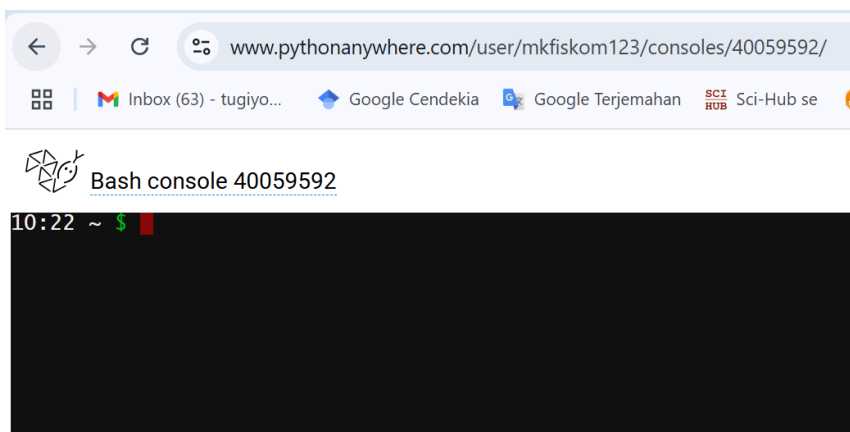 www.pythonanywhere.com/user/mkfiskom123/consoles/40059592/
Inbox (63) - tugiyo... Google Cendekia Google Terjemahan SCI HUB Sci-Hub se
Bash console 40059592
10:22 ~ $